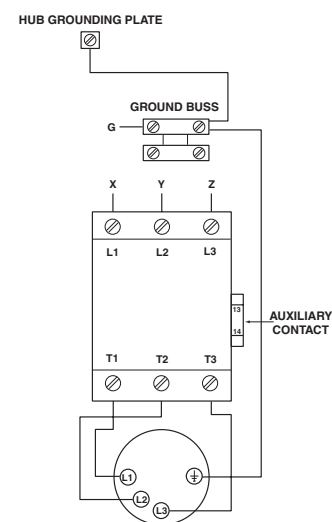 HUB GROUNDING PLATE
GROUND BUSS
G
X Y Z
L1 L2 L3
13
AUXILIARY
CONTACT
14
T1 T2 T3
L1
L2
L3